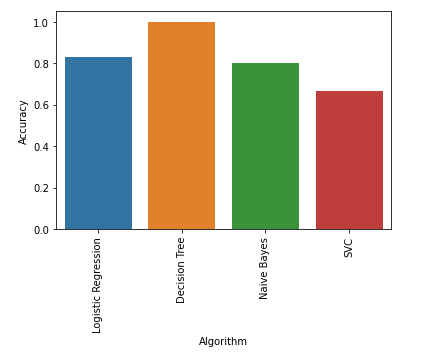 1.0
0.8
0.6
0.4
0.2
0.0
Accuracy
Logistic Regression
Decision Tree
Naive Bayes
SVC
Algorithm